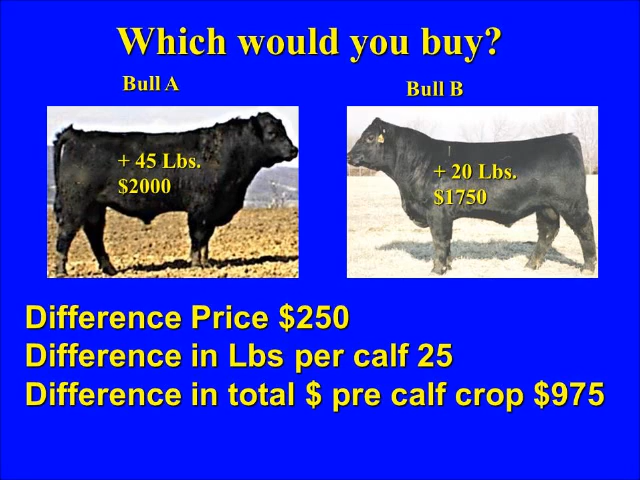 Which would you buy?
Bull A
Bull B
+ 45 Lbs.
$2000
+ 20 Lbs.
$1750
Difference Price $250
Difference in Lbs per calf 25
Difference in total $ pre calf crop $975